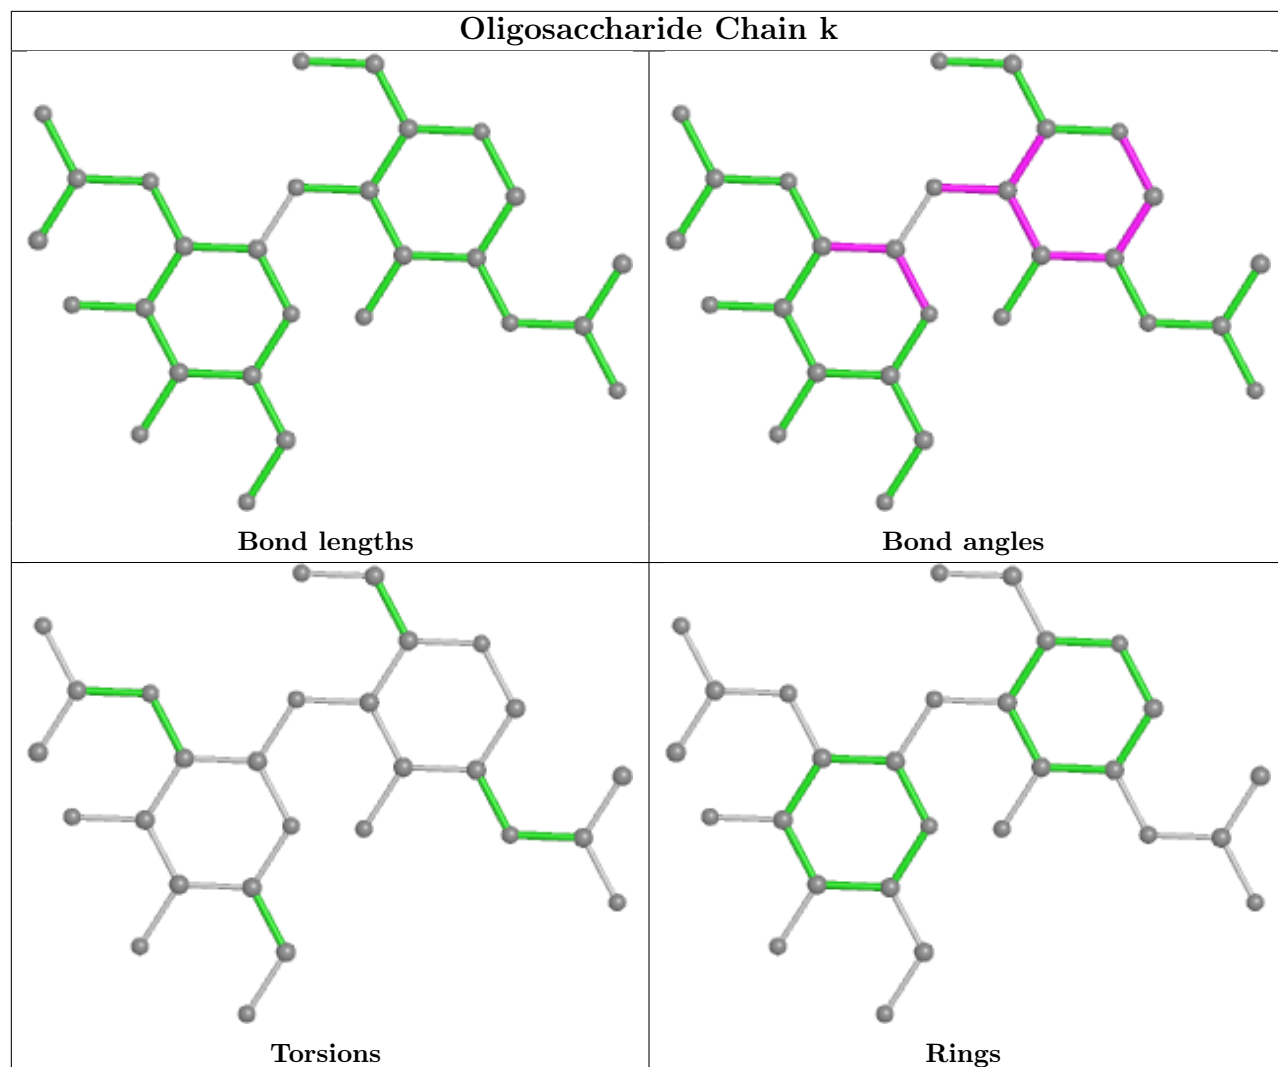 Oligosaccharide Chain k
Bond lengths
Bond angles
Torsions
Rings